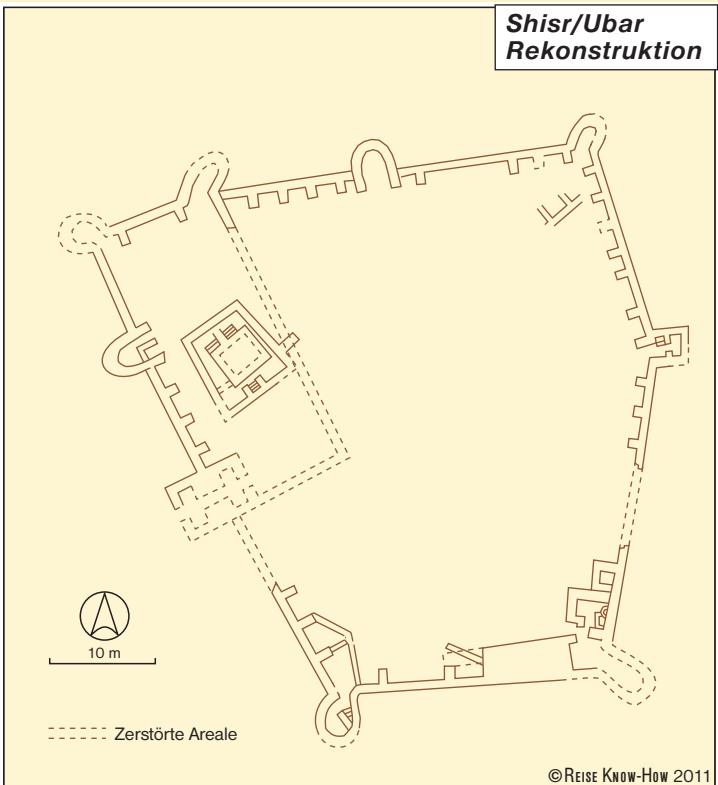 Shisr/Ubar
Rekonstruktion
10 m
Zerstörte Areale
© REISE KNOW-HOW 2011